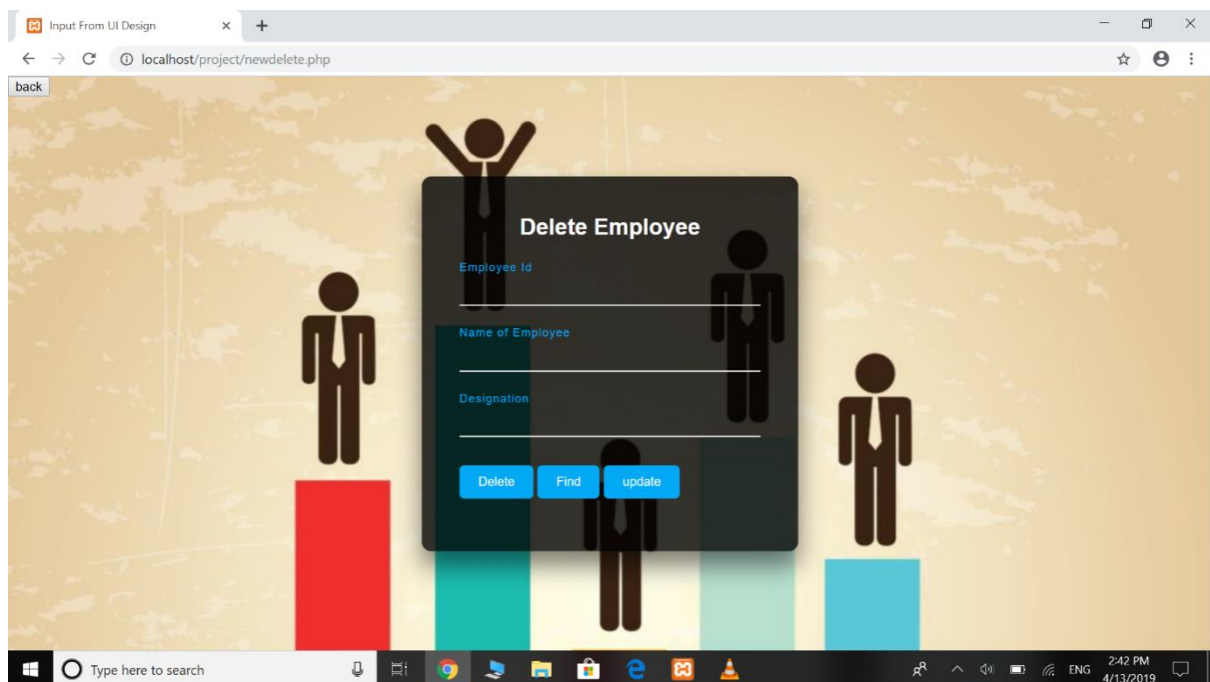 Input From UI Design
localhost/project/newdelete.php
back
Delete Employee
Employee Id
Name of Employee
Designation
Delete Find update
Type here to search
ENG
2:42 PM
4/13/2019